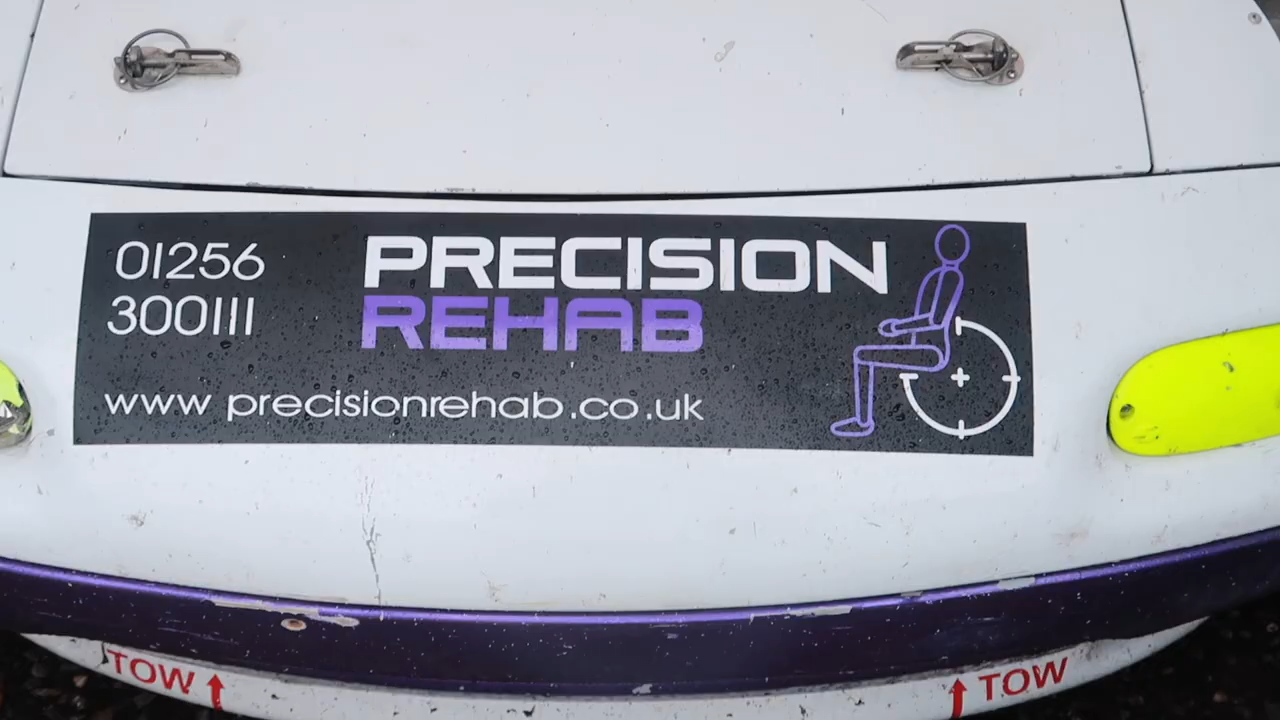 01256
300111
PRECISION
REHAB
www precisionrehab.co.uk
TOW
TOW